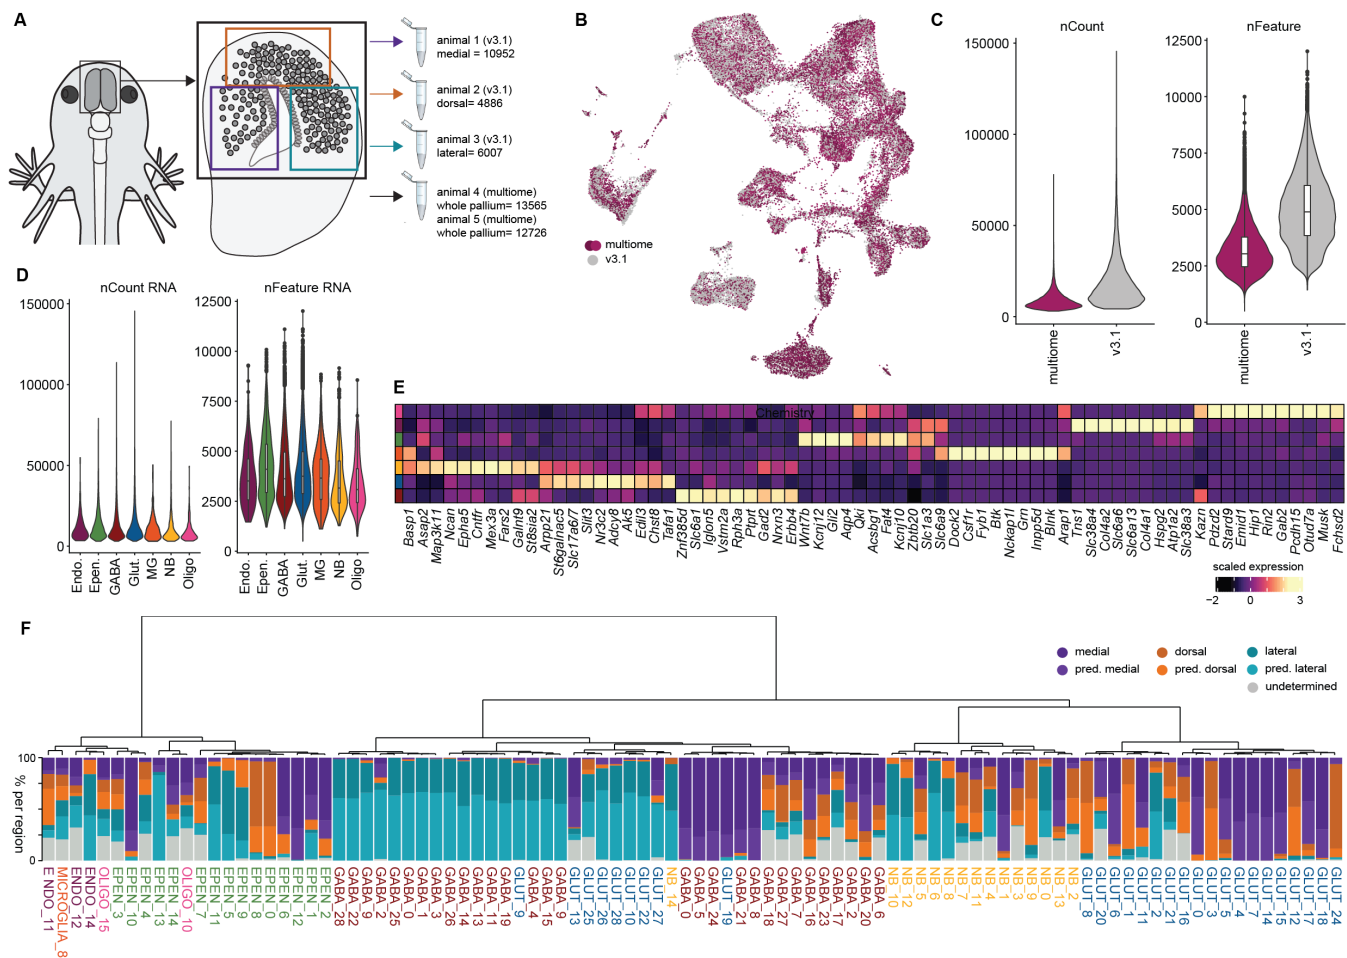 A
animal 1 (v3.1)
medial = 10952
animal 2 (v3.1)
dorsal= 4886
animal 3 (v3.1)
lateral= 6007
animal 4 (multiome)
whole pallium= 13565
animal 5 (multiome)
whole pallium= 12726
B
multiome
v3.1
C
nCount
150000
100000
50000
0
multiome
v3.1
nFeature
12500
10000
7500
5000
2500
0
multiome
v3.1
D
nCount RNA
150000
100000
50000
0
Endo.
Epen.
GABA
Glut.
MG
NB
Oligo
nFeature RNA
12500
10000
7500
5000
2500
0
Endo.
Epen.
GABA
Glut.
MG
NB
Oligo
E
Chemistry
Basp1
Asap2
Map3k11
Ncan
Epha5
Cntfr
Mex3a
Fads2
Galnt9
St8sia2
Arpp21
St6galnac5
Slc17a6/7
Slit3
Nr3c2
Adcy8
Ak5
Edil3
Chst8
Tafa1
Znf385d
Slc6a1
Iglon5
Vstm2a
Rph3a
Ptprt
Gad2
Nrxn3
Erbb4
Wnt7b
Kcnj12
Gli2
Aqp4
Qki
Acsbg1
Fat4
Kcnj10
Zbtb20
Slc1a3
Slc6a9
Dock2
Csf1r
Fyb1
Btk
Nckap1l
Grn
Inpp5d
Blnk
Arap1
Tns1
Slc38a4
Col4a2
Slc6a6
Slc6a13
Col4a1
Hspg2
Atp1a2
Slc38a3
Kazn
Pdzd2
Stard9
Emid1
Hip1
Rin2
Gab2
Pcdh15
Otud7a
Musk
Fchsd2
scaled expression
−2 0 3
F
medial
dorsal
lateral
pred. medial
pred. dorsal
pred. lateral
undetermined
% per region
100
0
ENDO_11
MICROGLIA_8
ENDO_12
ENDO_14
OLIGO_15
EPEN_3
EPEN_10
EPEN_4
EPEN_13
EPEN_14
OLIGO_10
EPEN_7
EPEN_11
EPEN_5
EPEN_9
EPEN_8
EPEN_0
EPEN_6
EPEN_12
EPEN_1
EPEN_2
GABA_28
GABA_22
GABA_9
GABA_2
GABA_25
GABA_1
GABA_3
GABA_26
GABA_14
GABA_13
GABA_11
GABA_19
GLUT_9
GABA_4
GABA_15
GABA_9
GLUT_13
GLUT_25
GLUT_26
GLUT_28
GLUT_10
GLUT_22
GLUT_27
NB_14
GABA_0
GABA_5
GABA_24
GLUT_19
GABA_21
GABA_8
GABA_18
GABA_27
GABA_7
GABA_16
GABA_23
GABA_17
GABA_2
GABA_20
GABA_6
NB_10
NB_12
NB_5
NB_6
NB_8
NB_7
NB_11
NB_4
NB_1
NB_3
NB_9
NB_0
NB_13
NB_2
GLUT_8
GLUT_20
GLUT_6
GLUT_1
GLUT_11
GLUT_2
GLUT_21
GLUT_16
GLUT_0
GLUT_3
GLUT_5
GLUT_4
GLUT_7
GLUT_14
GLUT_15
GLUT_12
GLUT_17
GLUT_18
GLUT_24